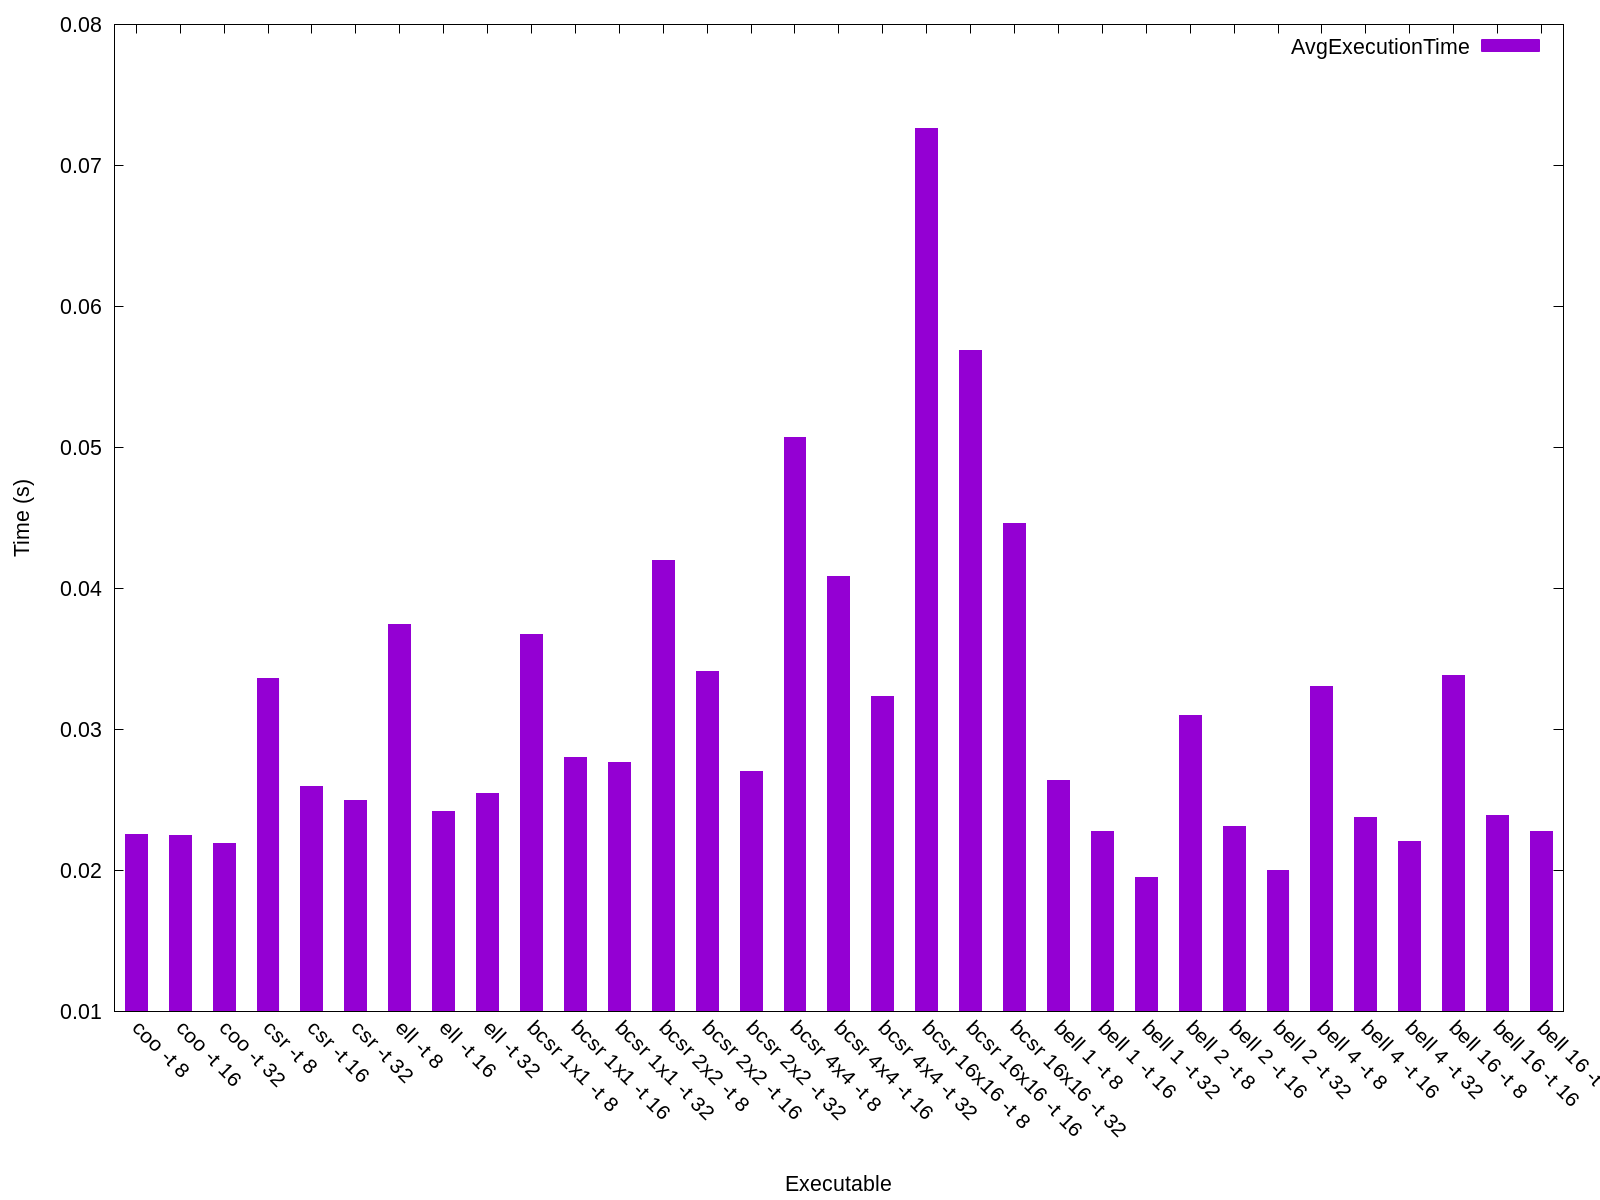 AvgExecutionTime
0.08
0.07
0.06
0.05
0.04
0.03
0.02
0.01
Time (s)
coo -t 8
coo -t 16
coo -t 32
csr -t 8
csr -t 16
csr -t 32
ell -t 8
ell -t 16
ell -t 32
bcsr 1x1 -t 8
bcsr 1x1 -t 16
bcsr 1x1 -t 32
bcsr 2x2 -t 8
bcsr 2x2 -t 16
bcsr 2x2 -t 32
bcsr 4x4 -t 8
bcsr 4x4 -t 16
bcsr 4x4 -t 32
bcsr 16x16 -t 8
bcsr 16x16 -t 16
bcsr 16x16 -t 32
bell 1 -t 8
bell 1 -t 16
bell 1 -t 32
bell 2 -t 8
bell 2 -t 16
bell 2 -t 32
bell 4 -t 8
bell 4 -t 16
bell 4 -t 32
bell 16 -t 8
bell 16 -t 16
bell 16 -t
Executable